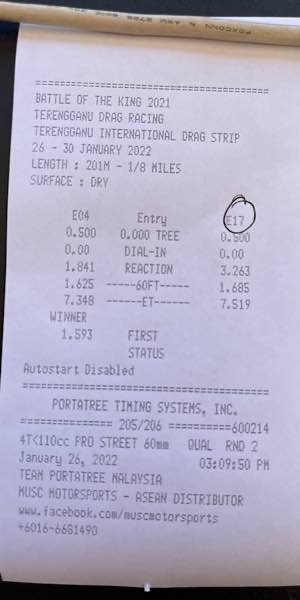 ================================
BATTLE OF THE KING 2021
TERENGGANU DRAG RACING
TERENGGANU INTERNATIONAL DRAG STRIP
26 - 30 JANUARY 2022
LENGTH : 201M - 1/8 MILES
SURFACE : DRY
E04 Entry E17
0.500 0.000 TREE 0.500
0.00 DIAL-IN 0.00
1.841 REACTION 3.263
1.625 -----60FT----- 1.685
7.348 -----ET----- 7.519
WINNER
1.593 FIRST
STATUS
Autostart Disabled
================================
PORTATREE TIMING SYSTEMS, INC.
============== 205/206 ==========600214
4T<110cc PRO STREET 60mm QUAL RND 2
January 26, 2022 03:09:50 PM
TEAM PORTATREE MALAYSIA
MUSC MOTORSPORTS - ASEAN DISTRIBUTOR
www.facebook.com/muscmotorsports
+6016-6681490